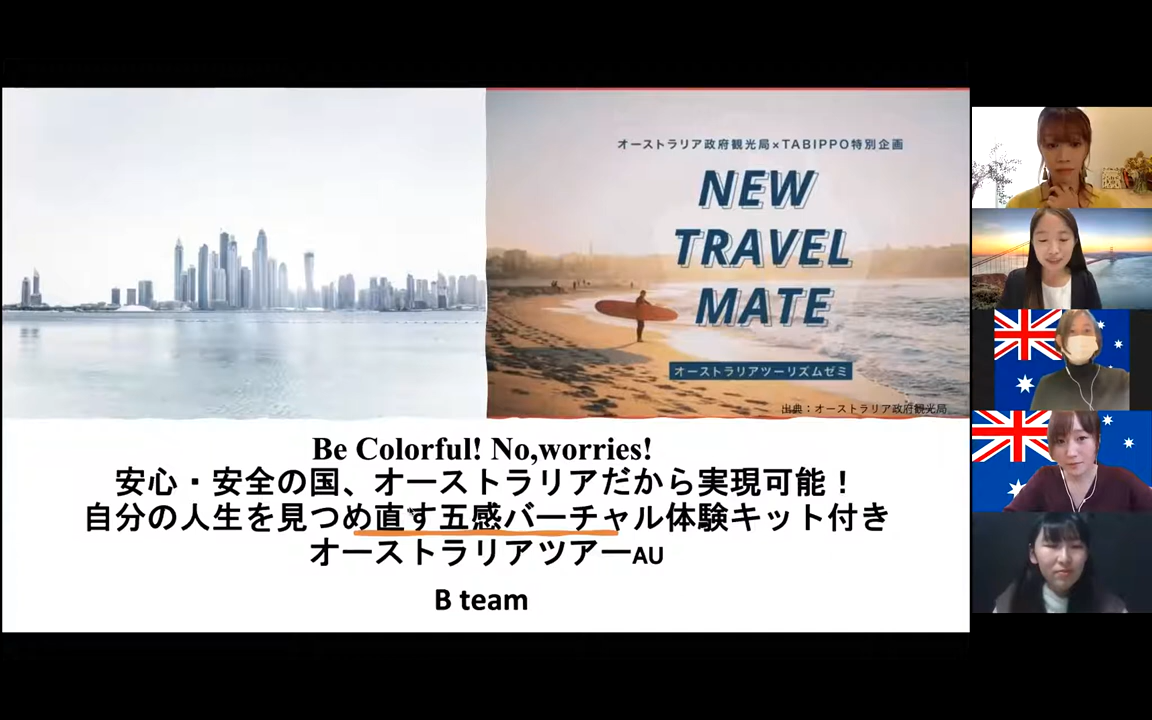 オーストラリア政府観光局×TABIPPO特別企画
NEW
TRAVEL
MATE
オーストラリアツーリズムゼミ
出典：オーストラリア政府観光局
Be Colorful! No,worries!
安心・安全の国、オーストラリアだから実現可能！
自分の人生を見つめ直す五感バーチャル体験キット付き
オーストラリアツアーAU
B team